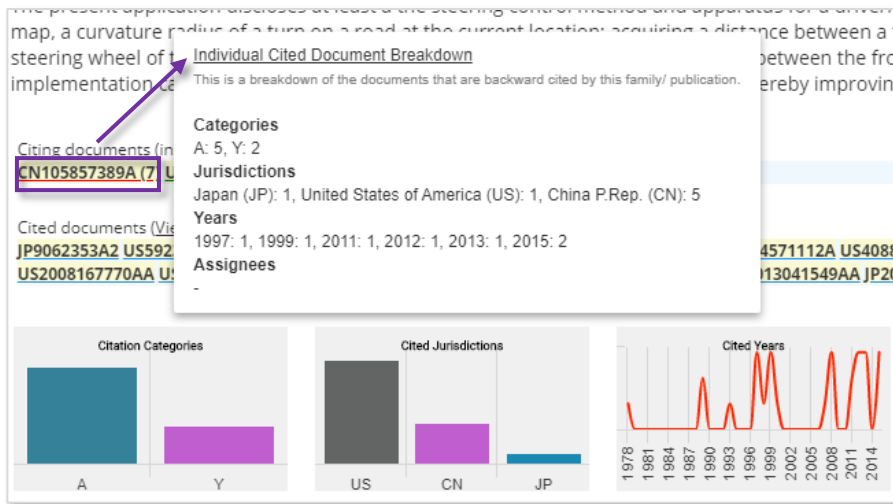 The present application discloses at least a the steering control method and apparatus for a driver
map, a curvature radius of a turn on a road at the current location; acquiring a distance between a
steering wheel of
between the fro
implementation ca
ereby improvin
Individual Cited Document Breakdown
This is a breakdown of the documents that are backward cited by this family/ publication.
Categories
A: 5, Y: 2
Jurisdictions
Japan (JP): 1, United States of America (US): 1, China P.Rep. (CN): 5
Years
1997: 1, 1999: 1, 2011: 1, 2012: 1, 2013: 1, 2015: 2
Assignees
-
Citing documents (in
CN105857389A (7) U
Cited documents (Vie
JP9062353A2 US592
4571112A US408
US2008167770AA US
013041549AA JP20
Citation Categories
A Y
Cited Jurisdictions
US CN JP
Cited Years
1978 1981 1984 1987 1990 1993 1996 1999 2002 2005 2008 2011 2014